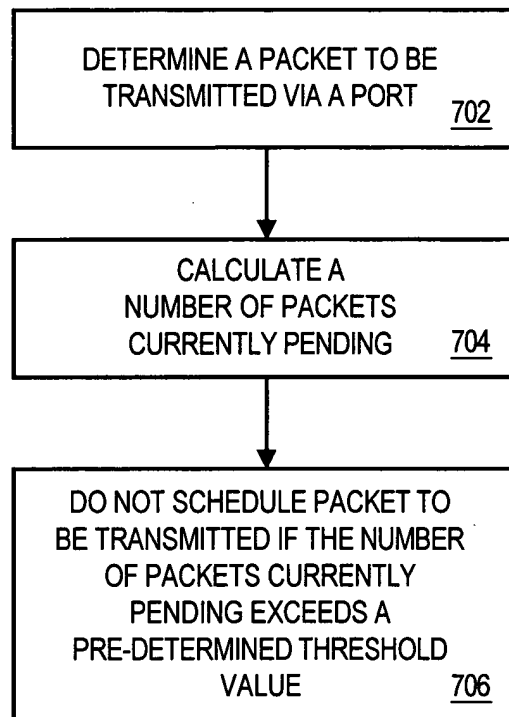 DETERMINE A PACKET TO BE
TRANSMITTED VIA A PORT
702
CALCULATE A
NUMBER OF PACKETS
CURRENTLY PENDING
704
DO NOT SCHEDULE PACKET TO
BE TRANSMITTED IF THE NUMBER
OF PACKETS CURRENTLY
PENDING EXCEEDS A
PRE-DETERMINED THRESHOLD
VALUE
706